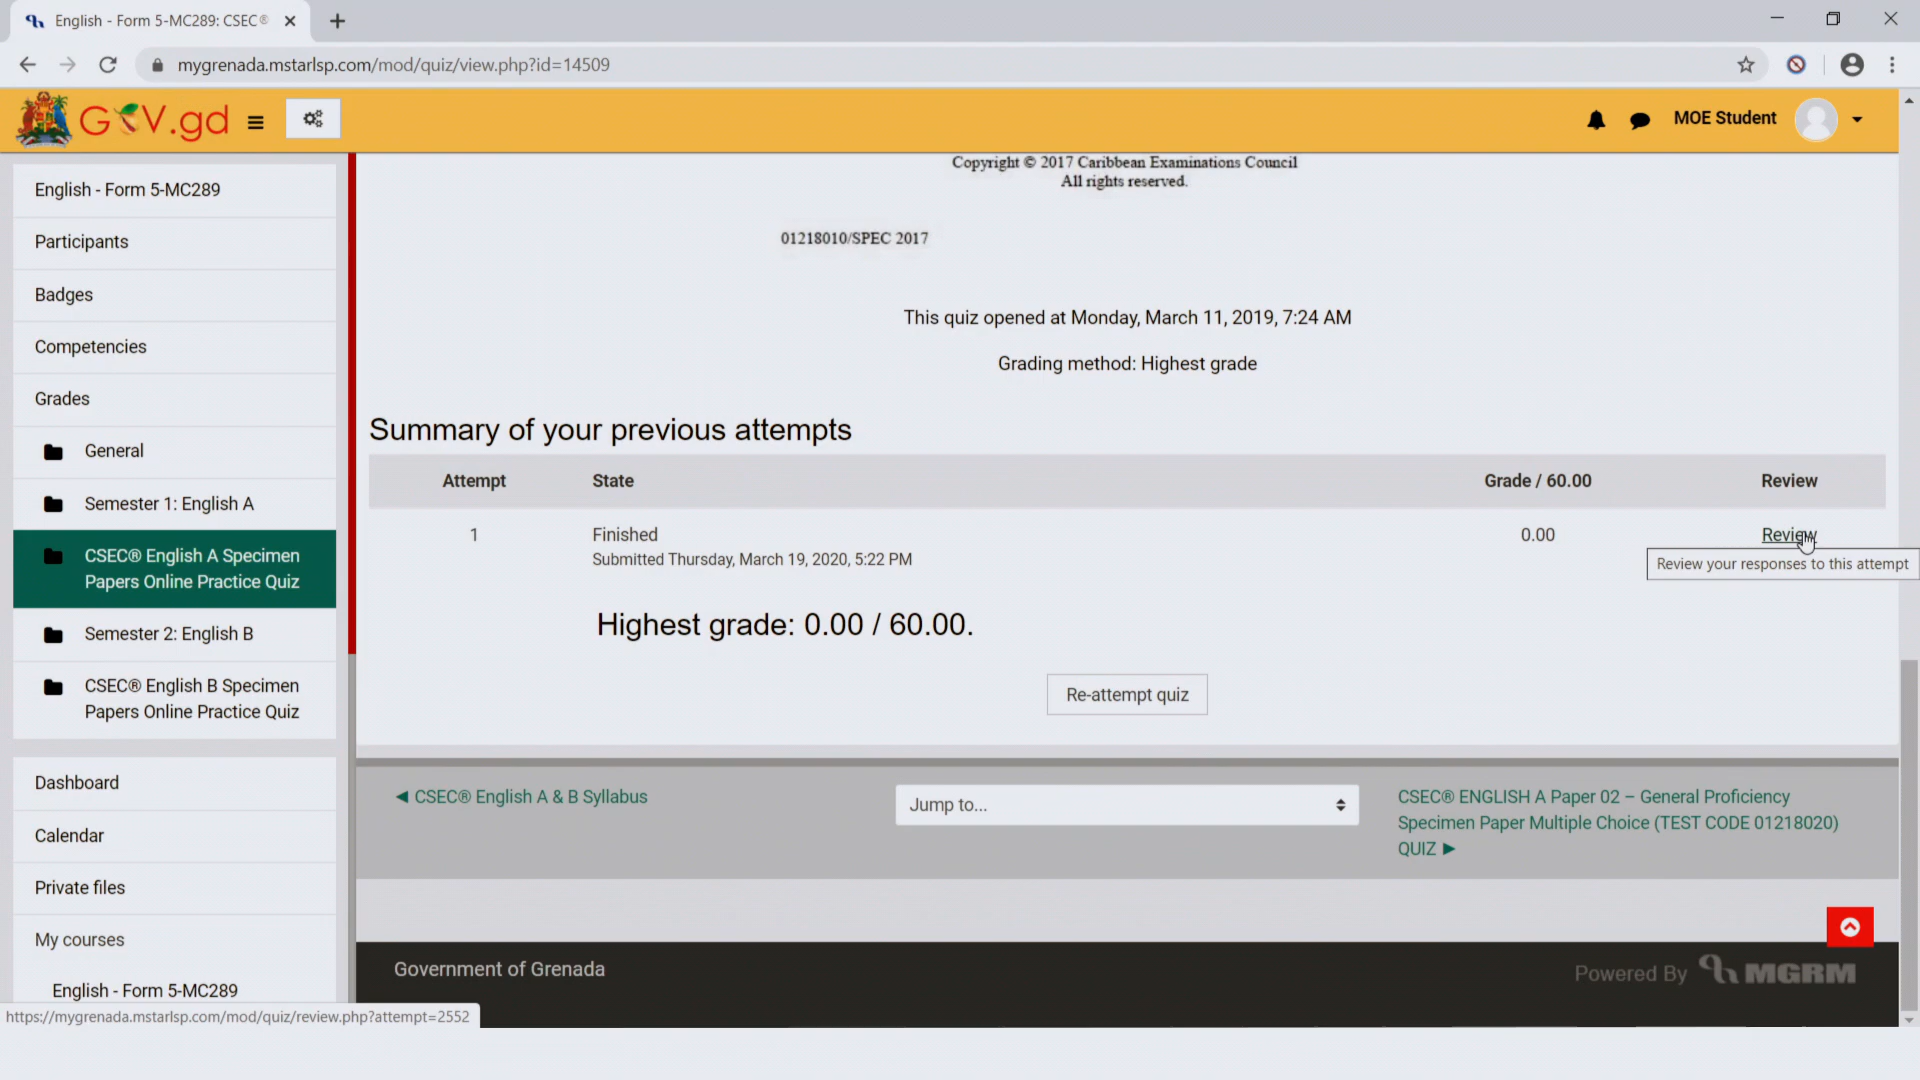 English - Form 5-MC289: CSEC®
mygrenada.mstarlsp.com/mod/quiz/view.php?id=14509
GOV.gd
MOE Student
English - Form 5-MC289
Participants
Badges
Competencies
Grades
General
Semester 1: English A
CSEC® English A Specimen
Papers Online Practice Quiz
Semester 2: English B
CSEC® English B Specimen
Papers Online Practice Quiz
Dashboard
Calendar
Private files
My courses
English - Form 5-MC289
https://mygrenada.mstarlsp.com/mod/quiz/review.php?attempt=2552
Copyright © 2017 Caribbean Examinations Council
All rights reserved.
01218010/SPEC 2017
This quiz opened at Monday, March 11, 2019, 7:24 AM
Grading method: Highest grade
Summary of your previous attempts
Attempt State Grade / 60.00 Review
1 Finished 0.00 Review
Submitted Thursday, March 19, 2020, 5:22 PM
Review your responses to this attempt
Highest grade: 0.00 / 60.00.
Re-attempt quiz
◀ CSEC® English A & B Syllabus
Jump to...
CSEC® ENGLISH A Paper 02 – General Proficiency
Specimen Paper Multiple Choice (TEST CODE 01218020)
QUIZ ▶
Government of Grenada
Powered By MGRM